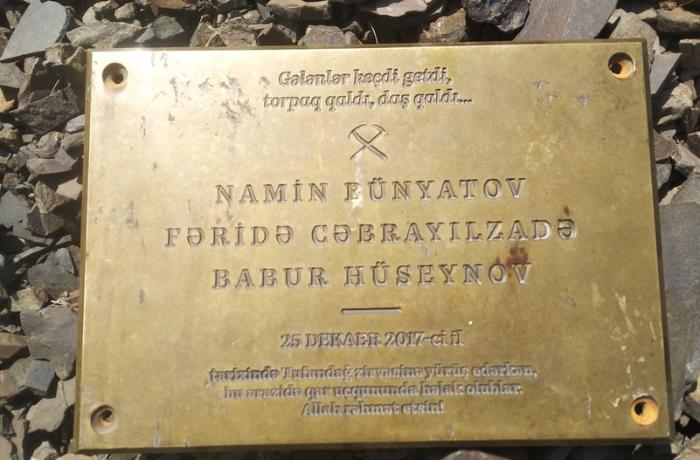 Gələnlər keçdi getdi,
torpaq qaldı, daş qaldı...
NAMİN BÜNYATOV
FƏRİDƏ CƏBRAYILZADƏ
BABUR HÜSEYNOV
25 DEKABR 2017-ci il
tarixində Tufandağ zirvəsinə yürüş edərkən,
bu ərazidə qar uçqununda həlak olublar.
Allah rəhmət etsin!